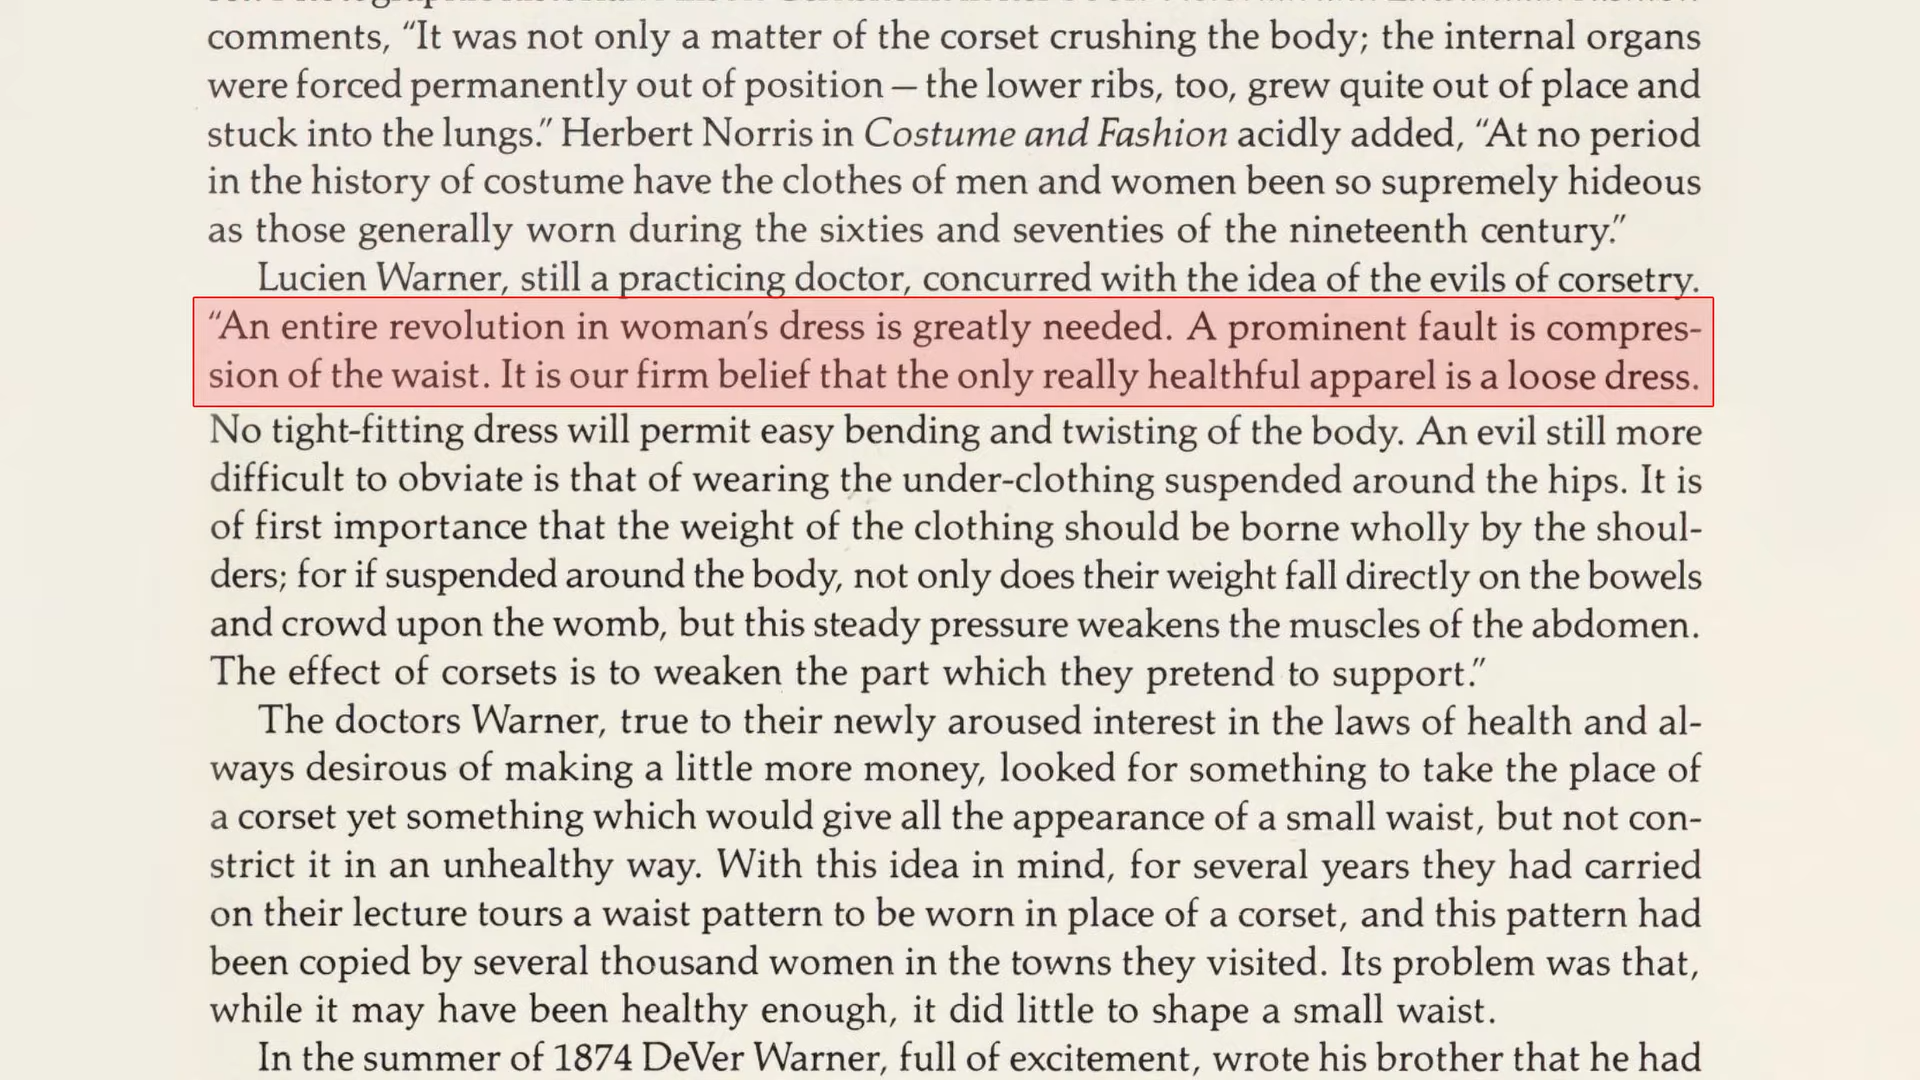 comments, “It was not only a matter of the corset crushing the body; the internal organs
were forced permanently out of position — the lower ribs, too, grew quite out of place and
stuck into the lungs.” Herbert Norris in Costume and Fashion acidly added, “At no period
in the history of costume have the clothes of men and women been so supremely hideous
as those generally worn during the sixties and seventies of the nineteenth century.”
Lucien Warner, still a practicing doctor, concurred with the idea of the evils of corsetry.
“An entire revolution in woman’s dress is greatly needed. A prominent fault is compres-
sion of the waist. It is our firm belief that the only really healthful apparel is a loose dress.
No tight-fitting dress will permit easy bending and twisting of the body. An evil still more
difficult to obviate is that of wearing the under-clothing suspended around the hips. It is
of first importance that the weight of the clothing should be borne wholly by the shoul-
ders; for if suspended around the body, not only does their weight fall directly on the bowels
and crowd upon the womb, but this steady pressure weakens the muscles of the abdomen.
The effect of corsets is to weaken the part which they pretend to support.”
The doctors Warner, true to their newly aroused interest in the laws of health and al-
ways desirous of making a little more money, looked for something to take the place of
a corset yet something which would give all the appearance of a small waist, but not con-
strict it in an unhealthy way. With this idea in mind, for several years they had carried
on their lecture tours a waist pattern to be worn in place of a corset, and this pattern had
been copied by several thousand women in the towns they visited. Its problem was that,
while it may have been healthy enough, it did little to shape a small waist.
In the summer of 1874 DeVer Warner, full of excitement, wrote his brother that he had